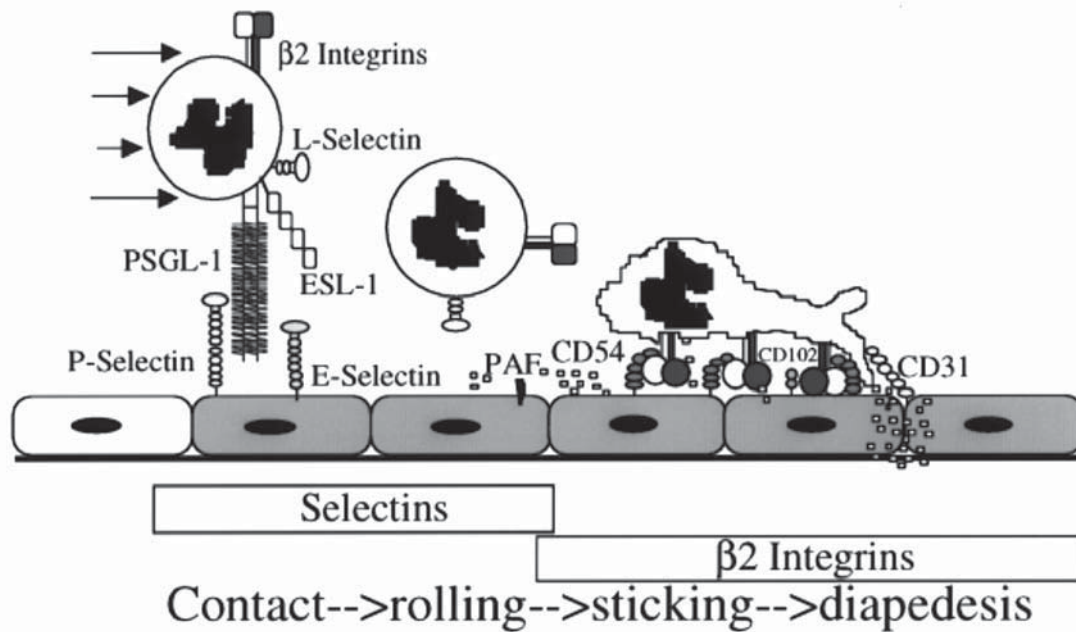 β2 Integrins
L-Selectin
PSGL-1
ESL-1
P-Selectin
E-Selectin
PAF
CD54
CD102
CD31
Selectins
β2 Integrins
Contact-->rolling-->sticking-->diapedesis